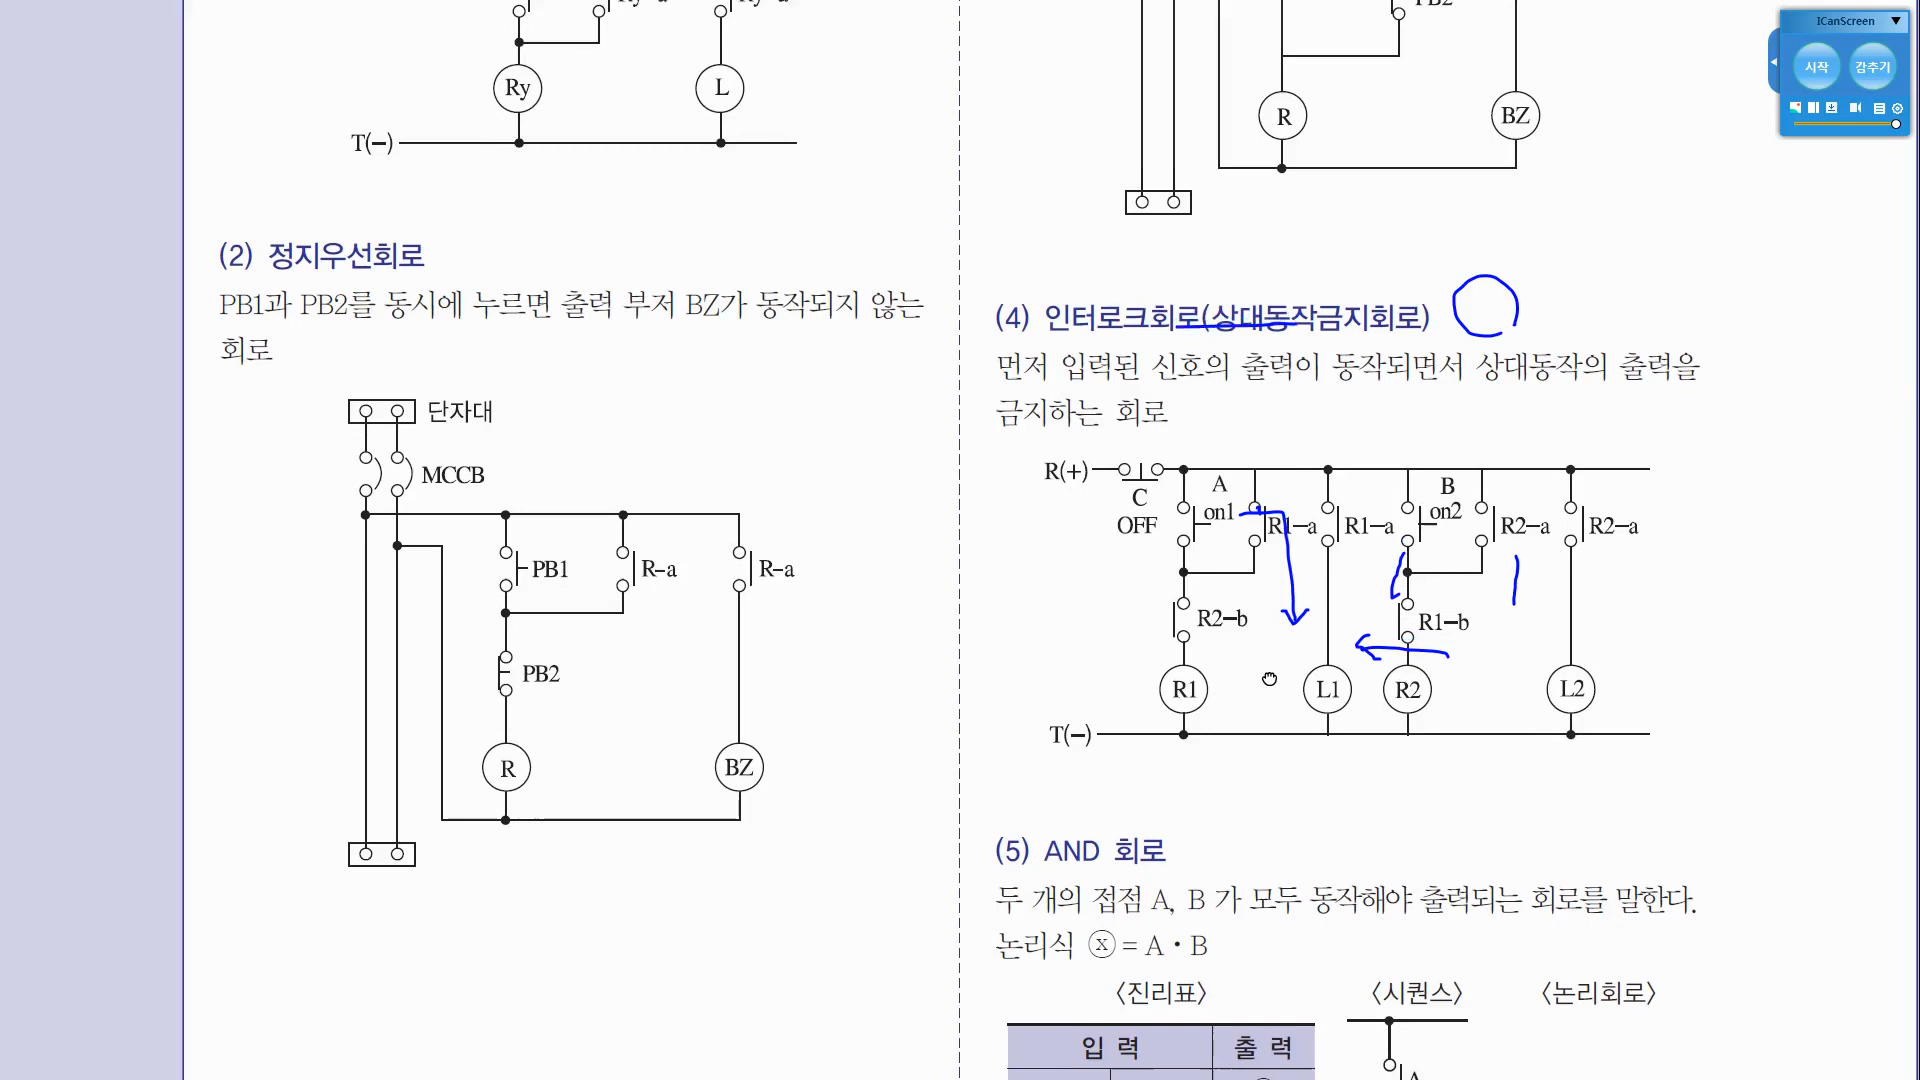 Ry
L
T(−)
(2) 정지우선회로
PB1과 PB2를 동시에 누르면 출력 부저 BZ가 동작되지 않는
회로
단자대
MCCB
PB1
R−a
R−a
PB2
R
BZ
R
BZ
(4) 인터로크회로(상대동작금지회로)
먼저 입력된 신호의 출력이 동작되면서 상대동작의 출력을
금지하는 회로
R(+)
C
OFF
A
on1
R1−a
R1−a
B
on2
R2−a
R2−a
R2−b
R1−b
R1
L1
R2
L2
T(−)
(5) AND 회로
두 개의 접점 A, B 가 모두 동작해야 출력되는 회로를 말한다.
논리식 ⓧ = A · B
〈진리표〉
〈시퀀스〉
〈논리회로〉
입 력
출 력
ICanScreen
시작
감추기